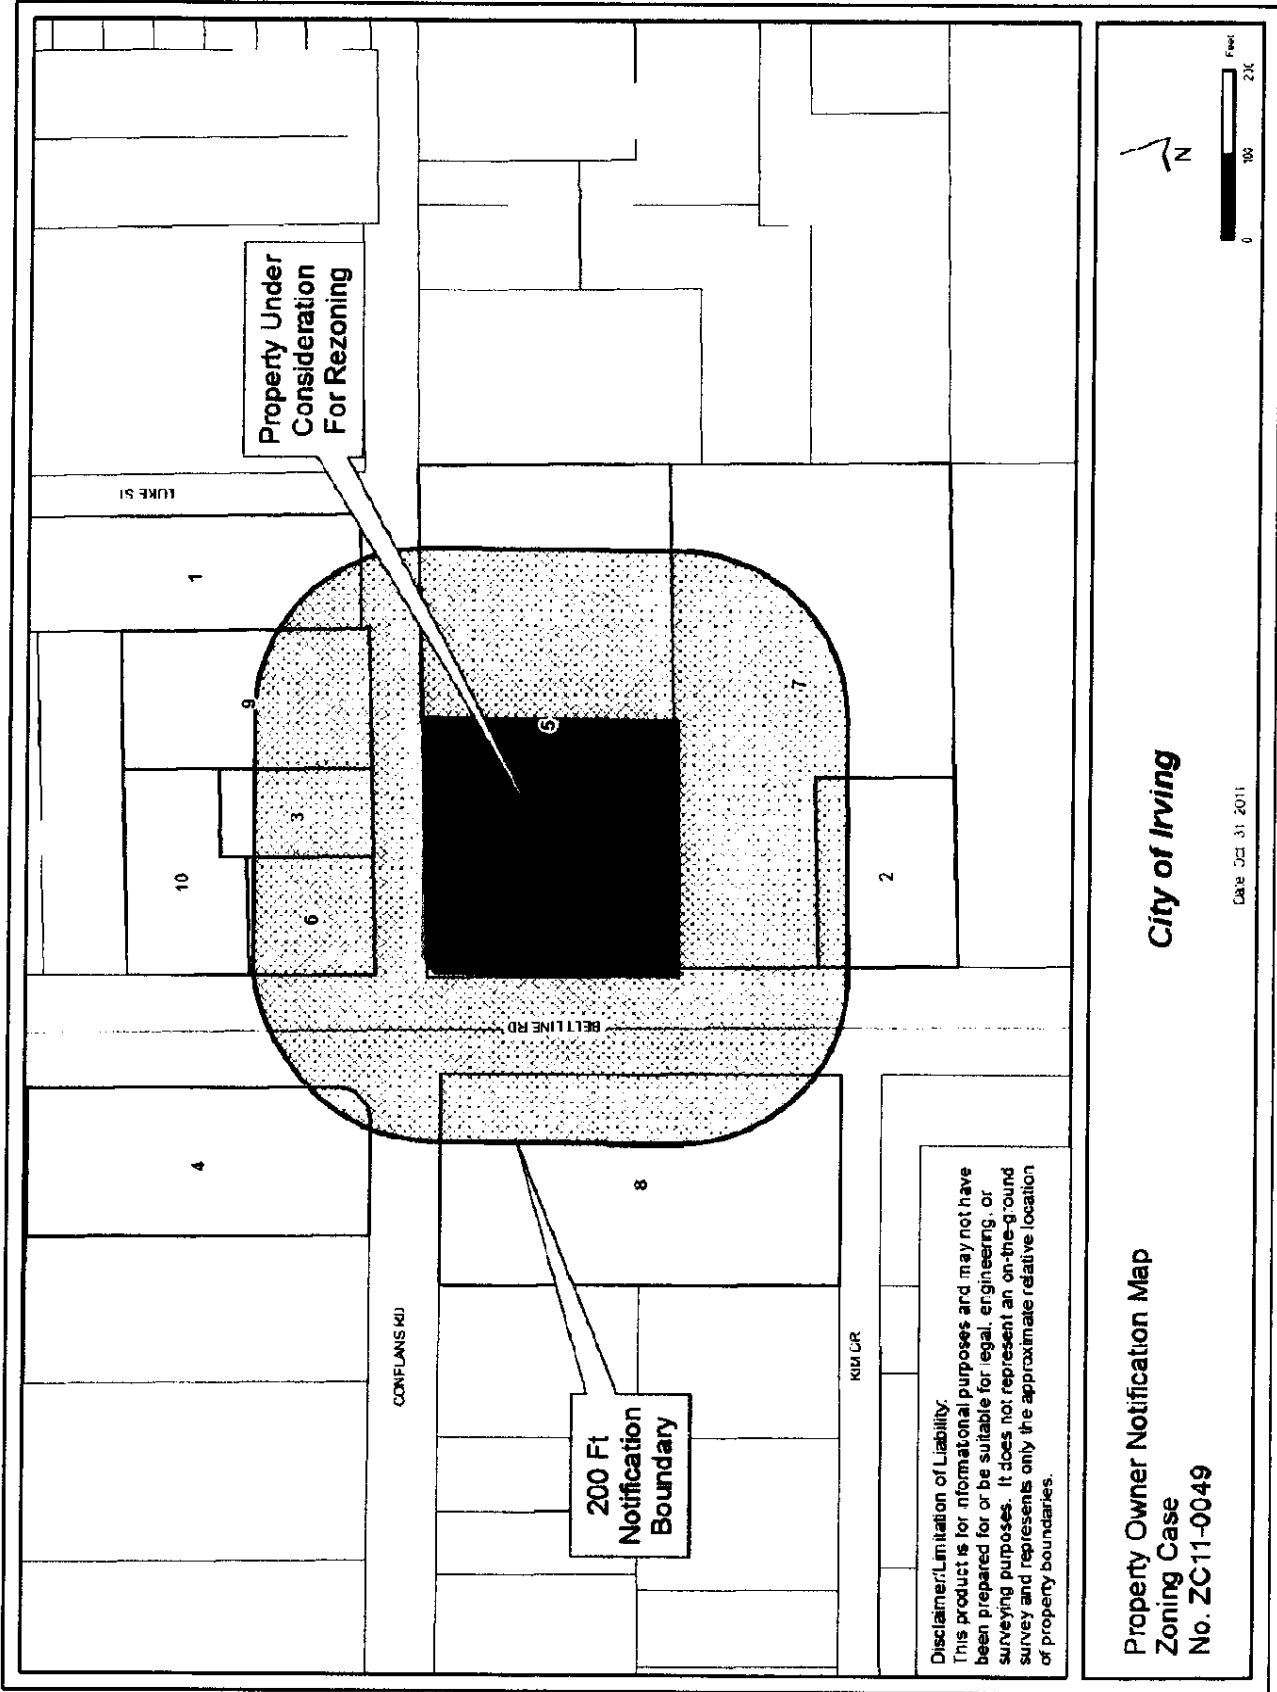 LUKE ST
Property Under
Consideration
For Rezoning
1
9
3
10
6
5
7
2
BELT LINE RD
4
8
CONFLANS RD
KIM DR
200 Ft
Notification
Boundary
Disclaimer/Limitation of Liability:
This product is for nformational purposes and may not have
been prepared for or be suitable for legal, engineering, or
surveying purposes. It does not represent an on-the-ground
survey and represents only the approximate relative location
of property boundaries.
Property Owner Notification Map
Zoning Case
No. ZC11-0049
City of Irving
Date: Oct 31 2011
N
0 100 200
Feet